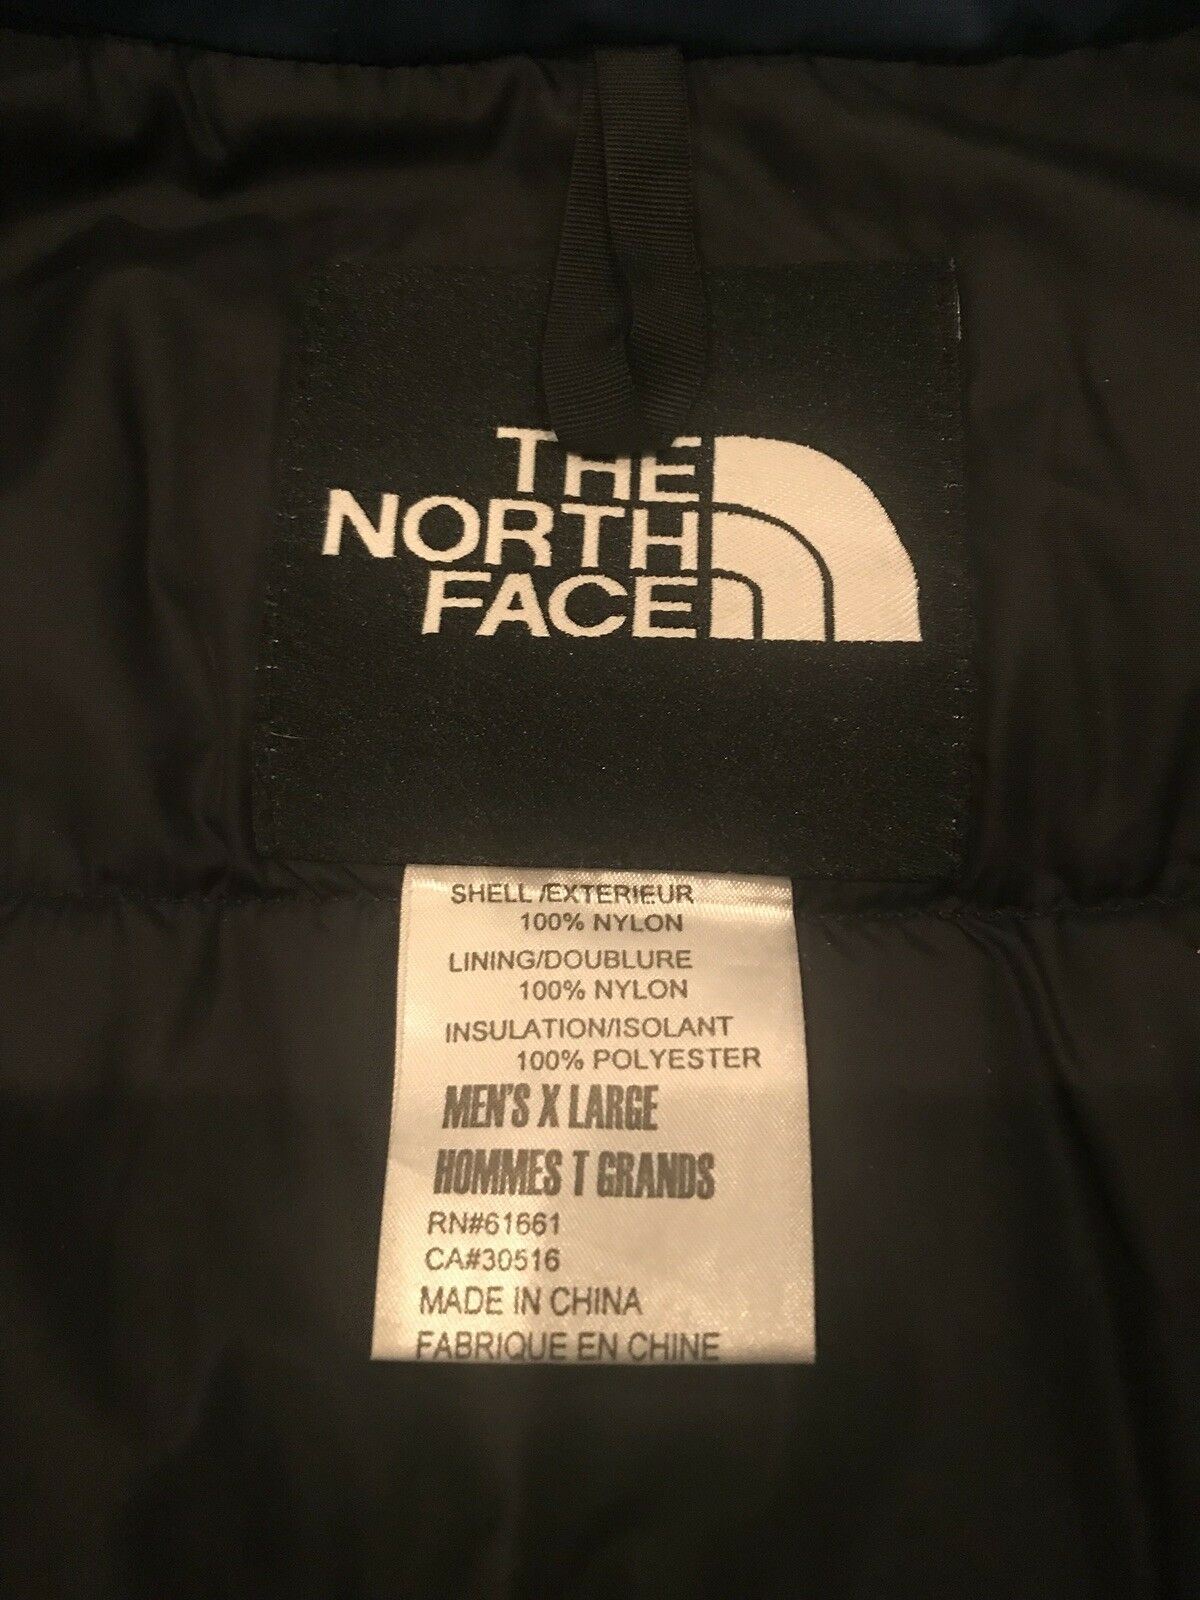 THE
NORTH
FACE
SHELL/EXTERIEUR
100% NYLON
LINING/DOUBLURE
100% NYLON
INSULATION/ISOLANT
100% POLYESTER
MEN'S X LARGE
HOMMES T GRANDS
RN#61661
CA#30516
MADE IN CHINA
FABRIQUE EN CHINE